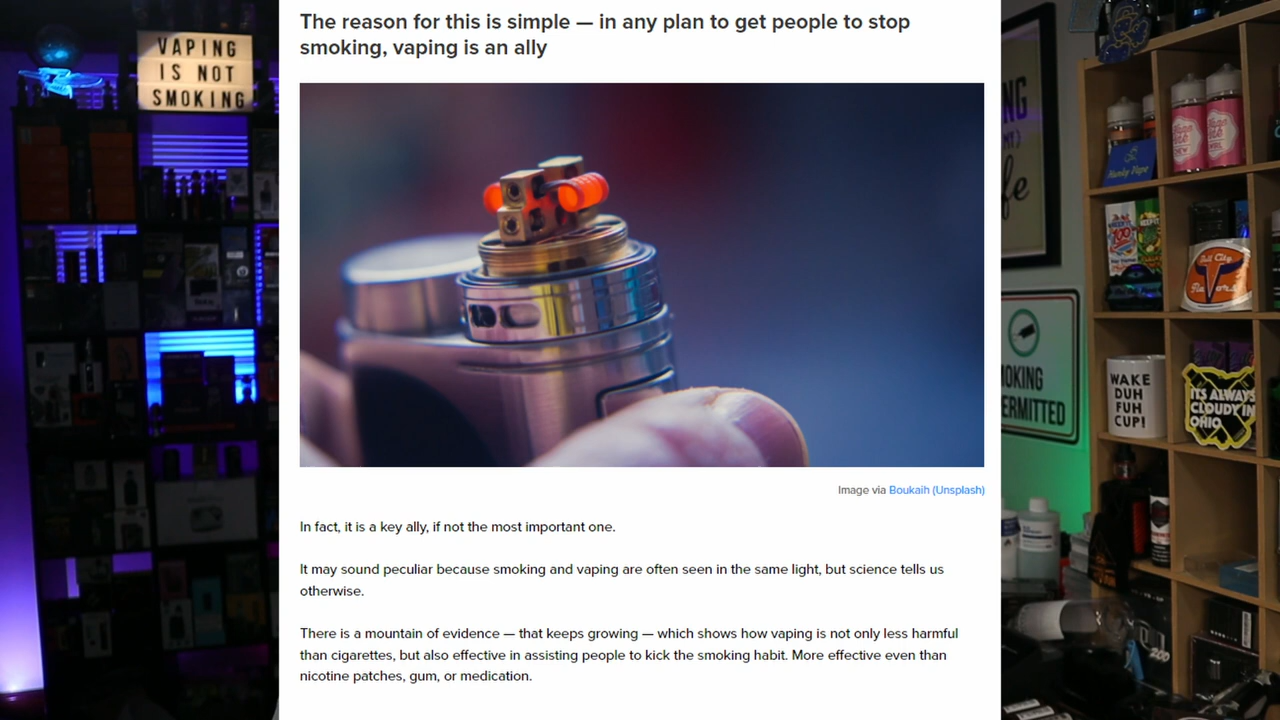 VAPING
IS NOT
SMOKING
The reason for this is simple — in any plan to get people to stop
smoking, vaping is an ally
Image via Boukaih (Unsplash)
In fact, it is a key ally, if not the most important one.
It may sound peculiar because smoking and vaping are often seen in the same light, but science tells us
otherwise.
There is a mountain of evidence — that keeps growing — which shows how vaping is not only less harmful
than cigarettes, but also effective in assisting people to kick the smoking habit. More effective even than
nicotine patches, gum, or medication.
WAKE
DUH
FUH
CUP!
ITS ALWAYS
CLOUDY IN
OHIO
200